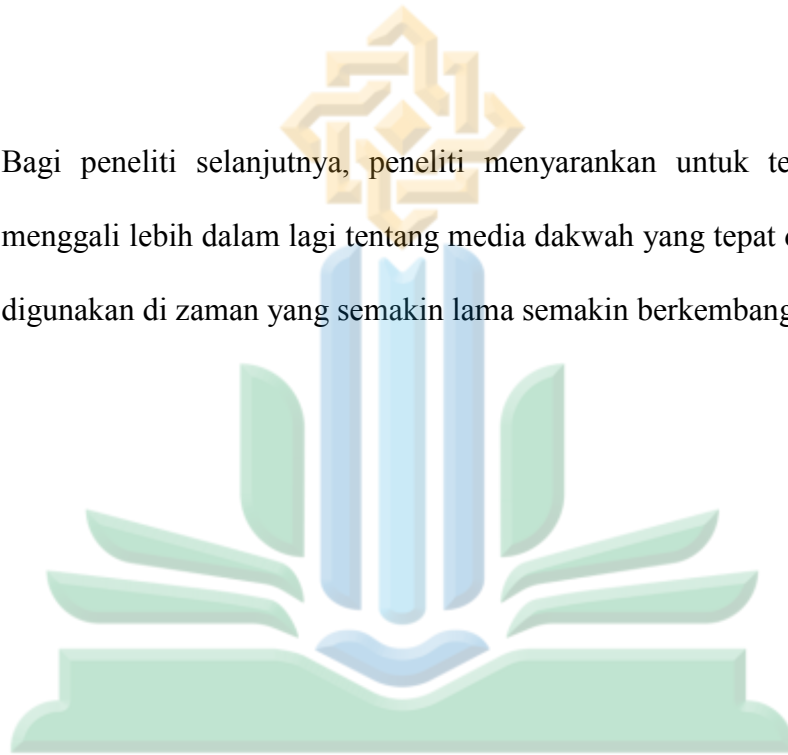 Bagi peneliti selanjutnya, peneliti menyarankan untuk
menggali lebih dalam lagi tentang media dakwah yang tepat
digunakan di zaman yang semakin lama semakin berkembang